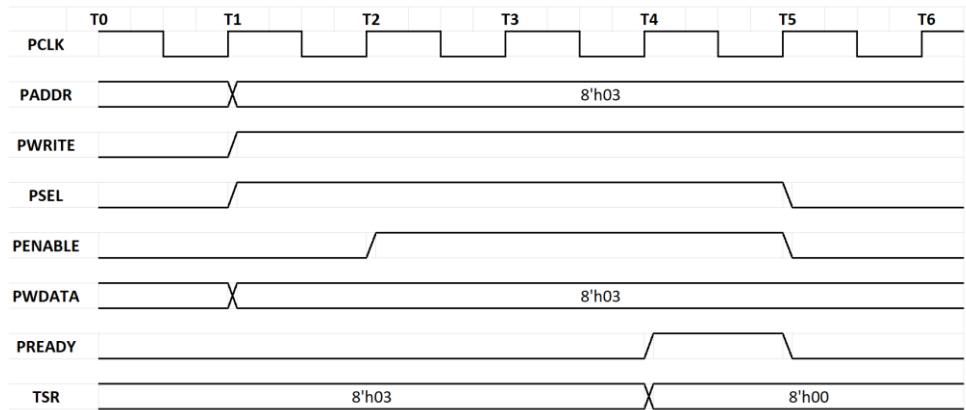 T0 T1 T2 T3 T4 T5 T6
PCLK
PADDR 8'h03
PWRITE
PSEL
PENABLE
PWDATA 8'h03
PREADY
TSR 8'h03 8'h00